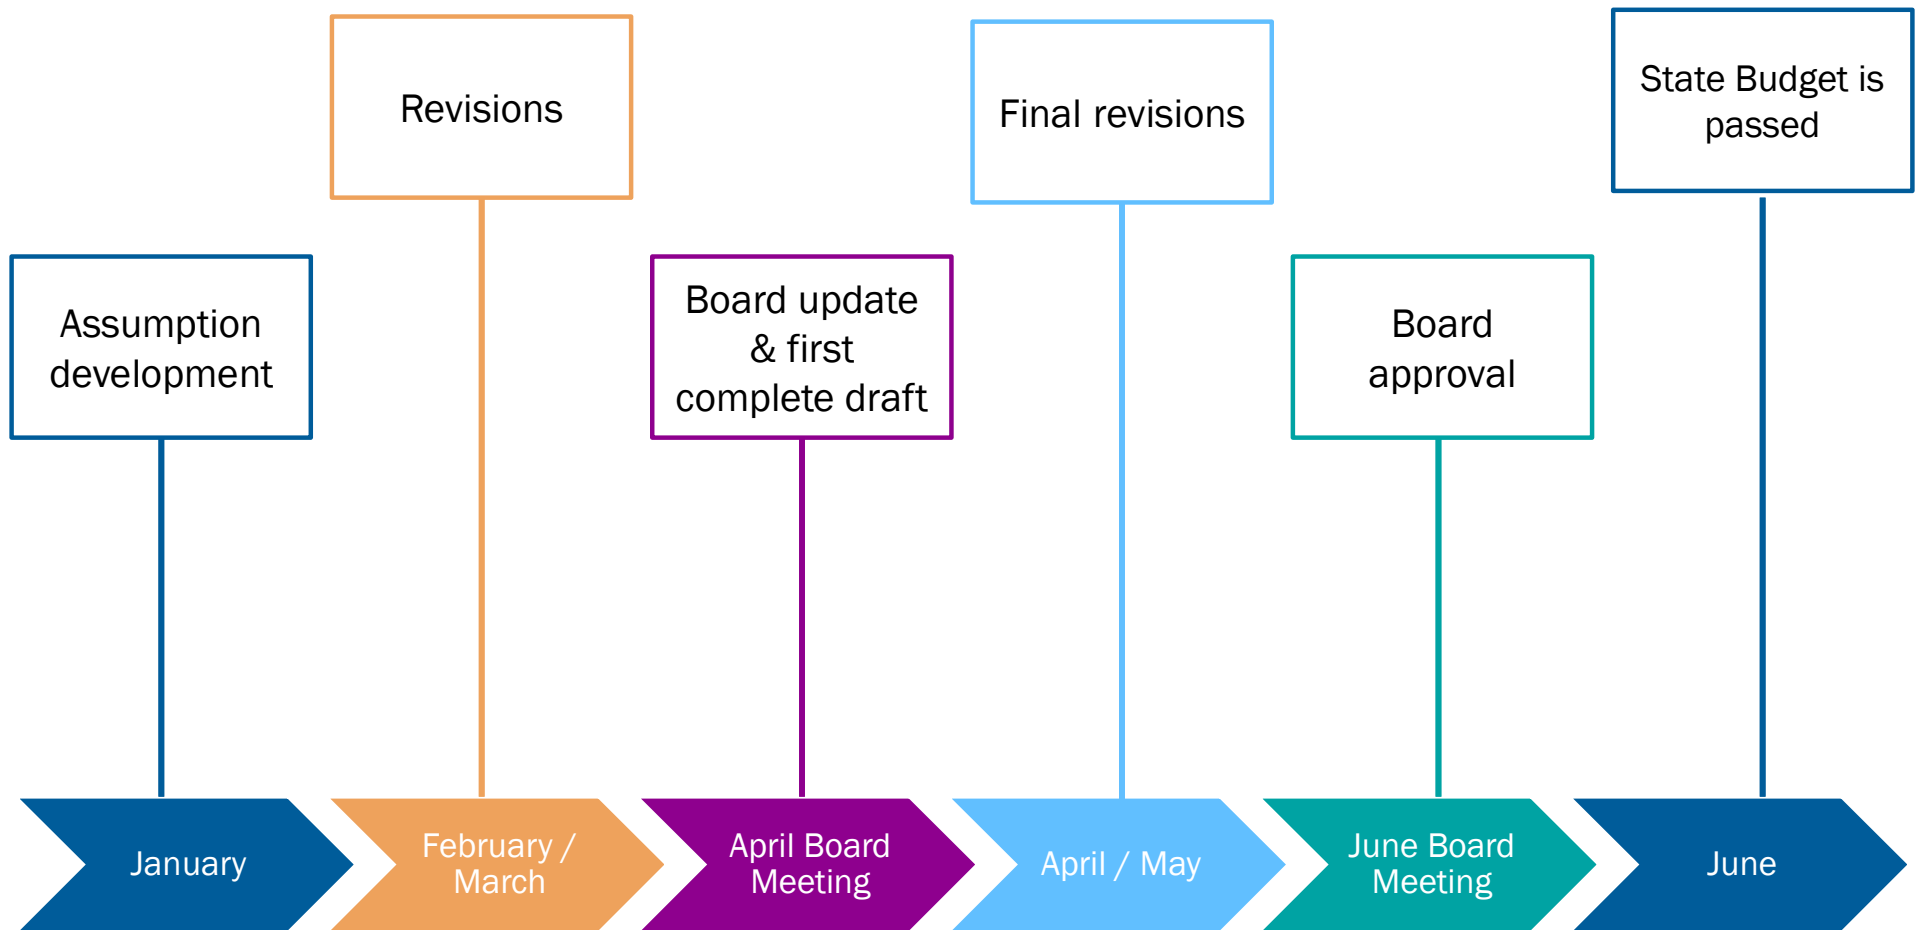 Revisions
Final revisions
State Budget is
passed
Assumption
development
Board update
& first
complete draft
Board
approval
January
February /
March
April Board
Meeting
April / May
June Board
Meeting
June